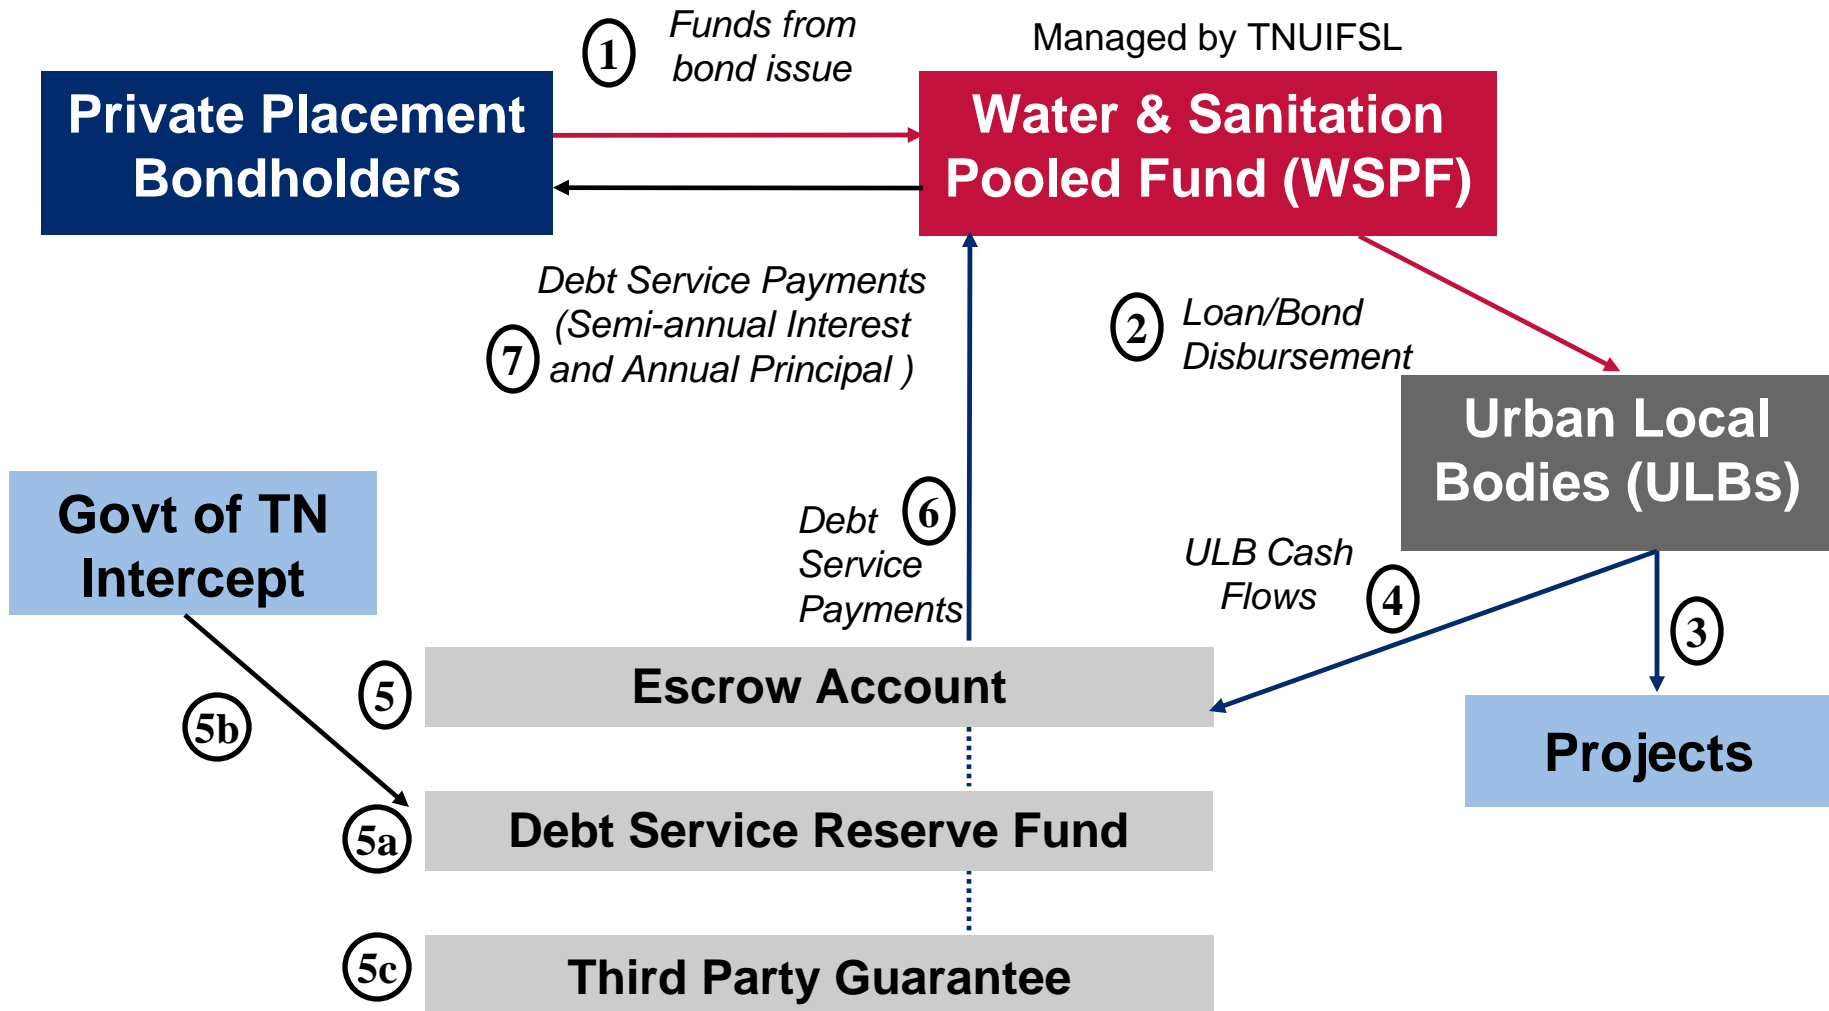 1
Funds from
bond issue
Managed by TNUIFSL
Private Placement
Bondholders
Water & Sanitation
Pooled Fund (WSPF)
Debt Service Payments
(Semi-annual Interest
and Annual Principal )
7
2
Loan/Bond
Disbursement
Urban Local
Bodies (ULBs)
Govt of TN
Intercept
6
Debt
Service
Payments
ULB Cash
Flows
4
3
5
Escrow Account
5b
Projects
5a
Debt Service Reserve Fund
5c
Third Party Guarantee